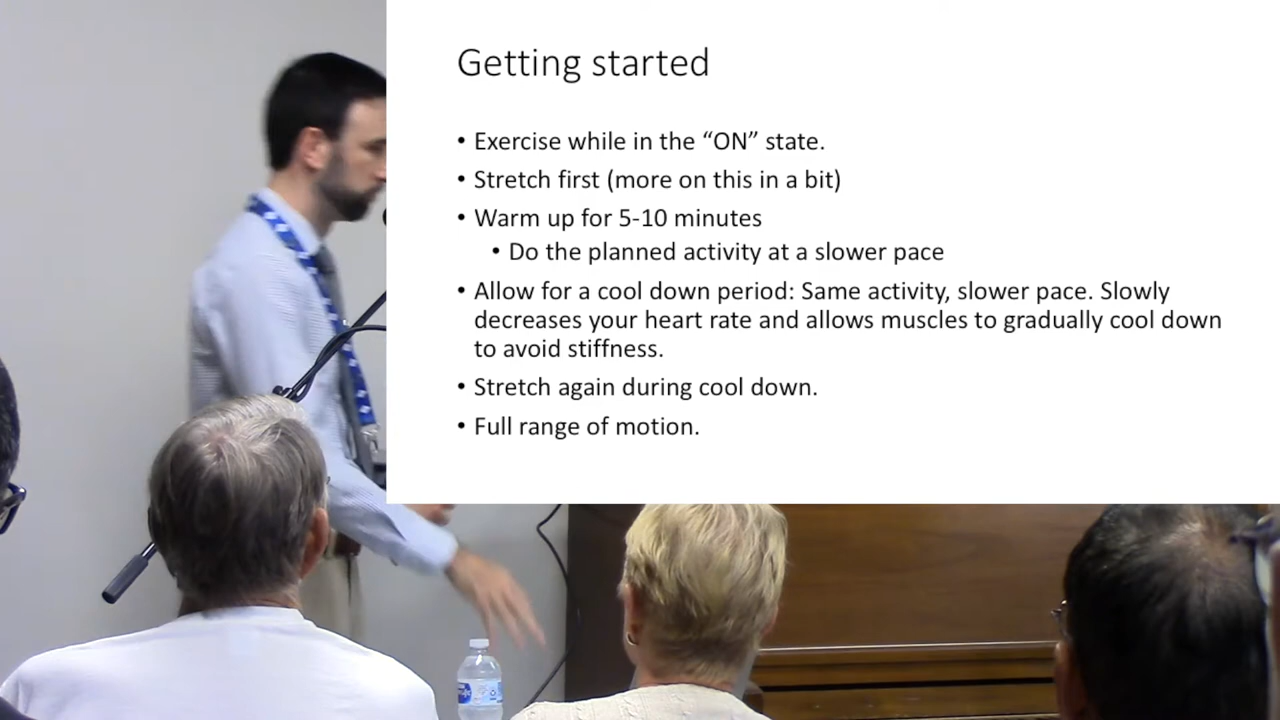 Getting started
• Exercise while in the “ON” state.
• Stretch first (more on this in a bit)
• Warm up for 5-10 minutes
• Do the planned activity at a slower pace
• Allow for a cool down period: Same activity, slower pace. Slowly
decreases your heart rate and allows muscles to gradually cool down
to avoid stiffness.
• Stretch again during cool down.
• Full range of motion.